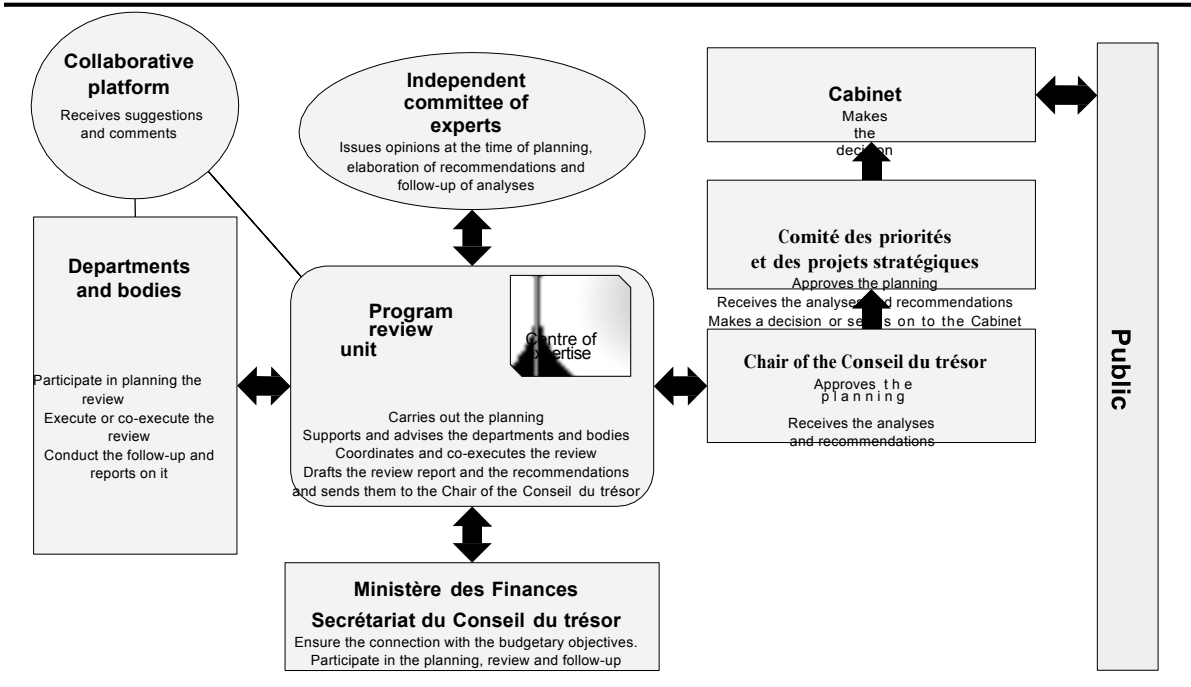 Collaborative
platform
Receives suggestions
and comments
Independent
committee of
experts
Issues opinions at the time of planning,
elaboration of recommendations and
follow-up of analyses
Cabinet
Makes
the
decision
Departments
and bodies
Participate in planning the
review
Execute or co-execute the
review
Conduct the follow-up and
reports on it
Program
review
unit
Centre of
expertise
Carries out the planning
Supports and advises the departments and bodies
Coordinates and co-executes the review
Drafts the review report and the recommendations
and sends them to the Chair of the Conseil du trésor
Comité des priorités
et des projets stratégiques
Approves the planning
Receives the analyses and recommendations
Makes a decision or sends on to the Cabinet
Chair of the Conseil du trésor
Approves the
planning
Receives the analyses
and recommendations
Public
Ministère des Finances
Secrétariat du Conseil du trésor
Ensure the connection with the budgetary objectives.
Participate in the planning, review and follow-up